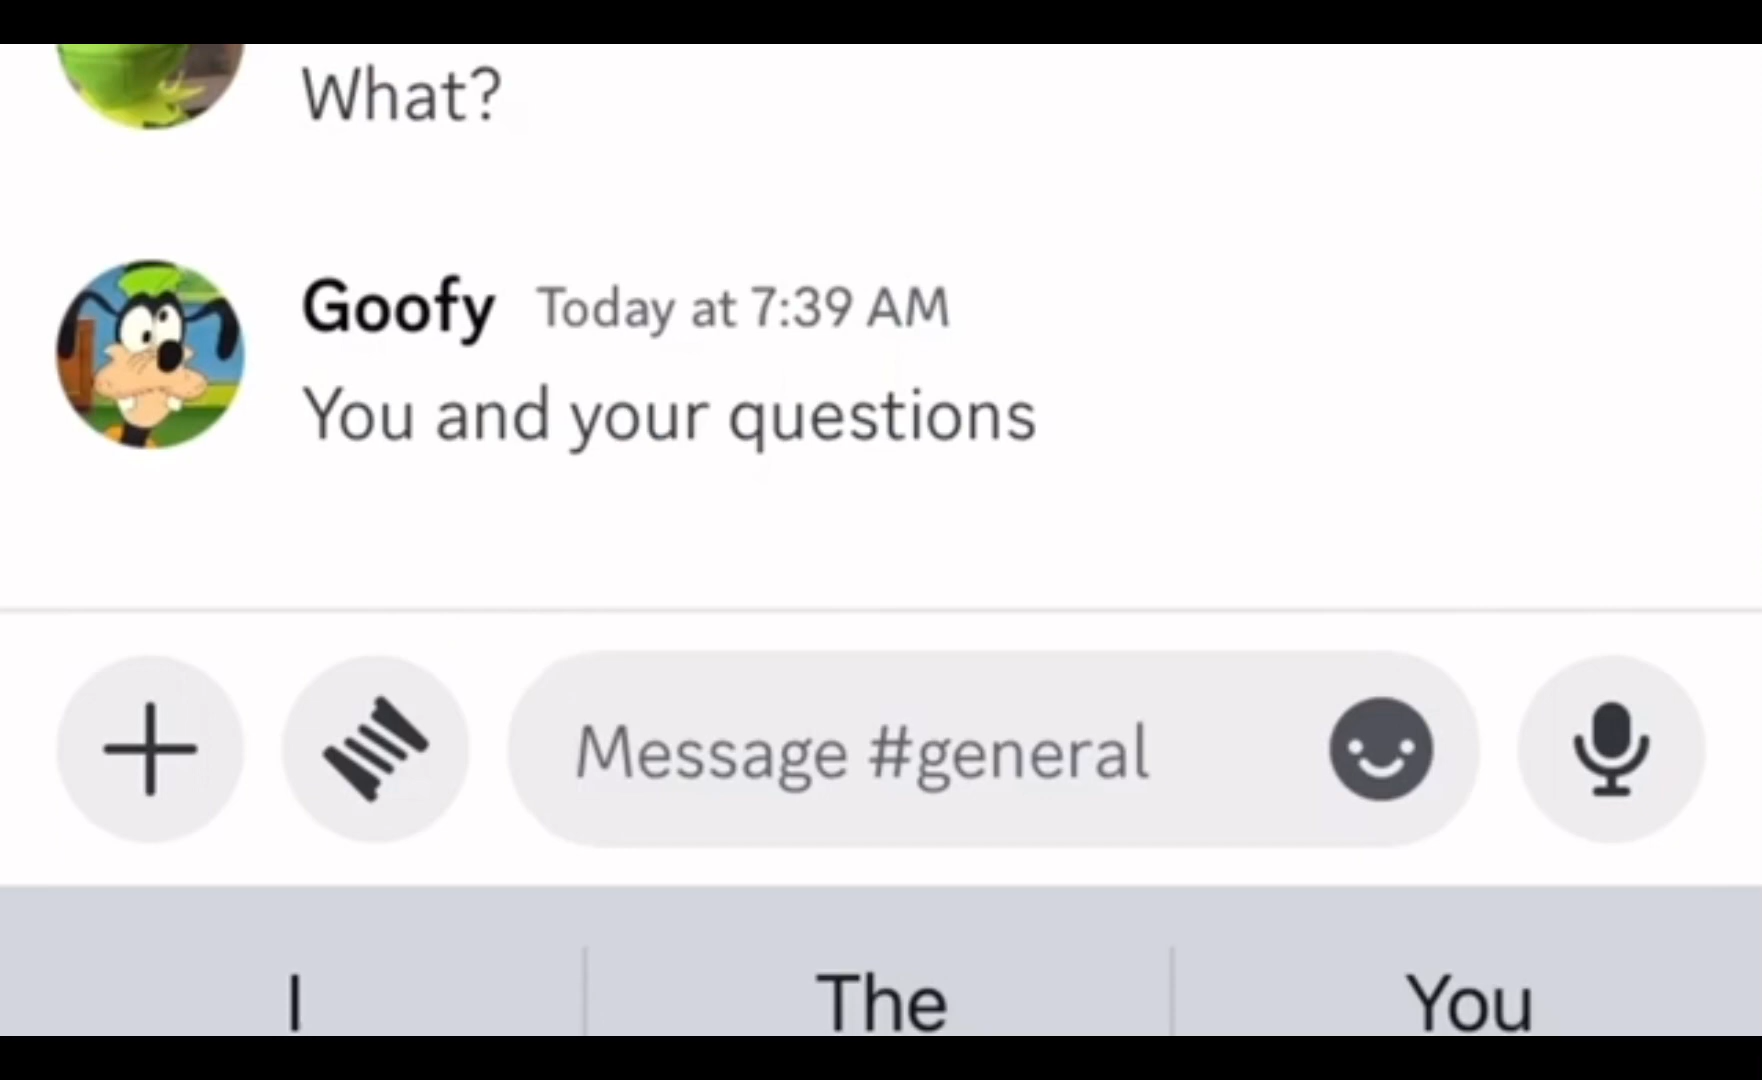 What?
Goofy Today at 7:39 AM
You and your questions
Message #general
I The You